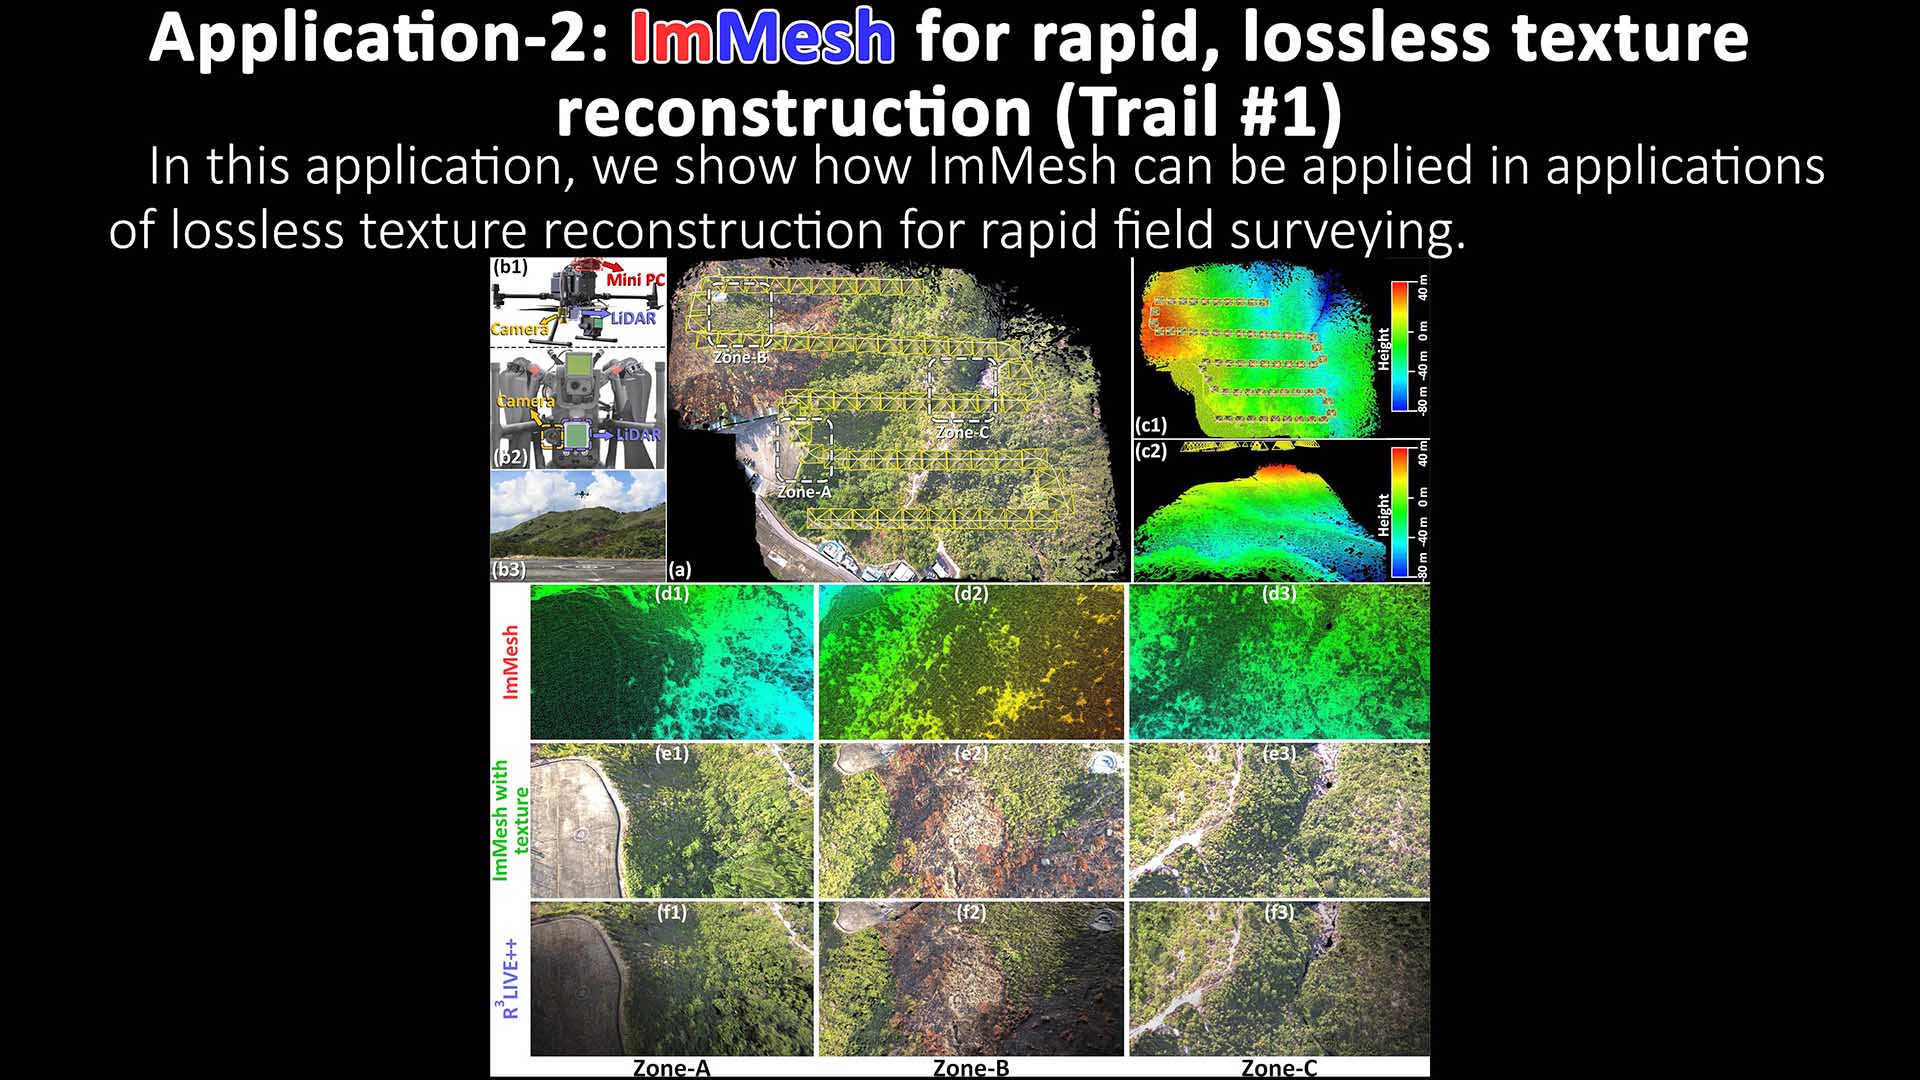 Application-2: ImMesh for rapid, lossless texture
reconstruction (Trail #1)
In this application, we show how ImMesh can be applied in applications
of lossless texture reconstruction for rapid field surveying.
(b1)
Mini PC
Camera
LiDAR
Camera
LiDAR
(b2)
(b3)
Zone-B
Zone-C
Zone-A
(a)
Height
40 m
0 m
-40 m
-80 m
(c1)
(c2)
Height
40 m
0 m
-40 m
-80 m
ImMesh
(d1)
(d2)
(d3)
ImMesh with
texture
(e1)
(e2)
(e3)
R³LIVE++
(f1)
(f2)
(f3)
Zone-A
Zone-B
Zone-C